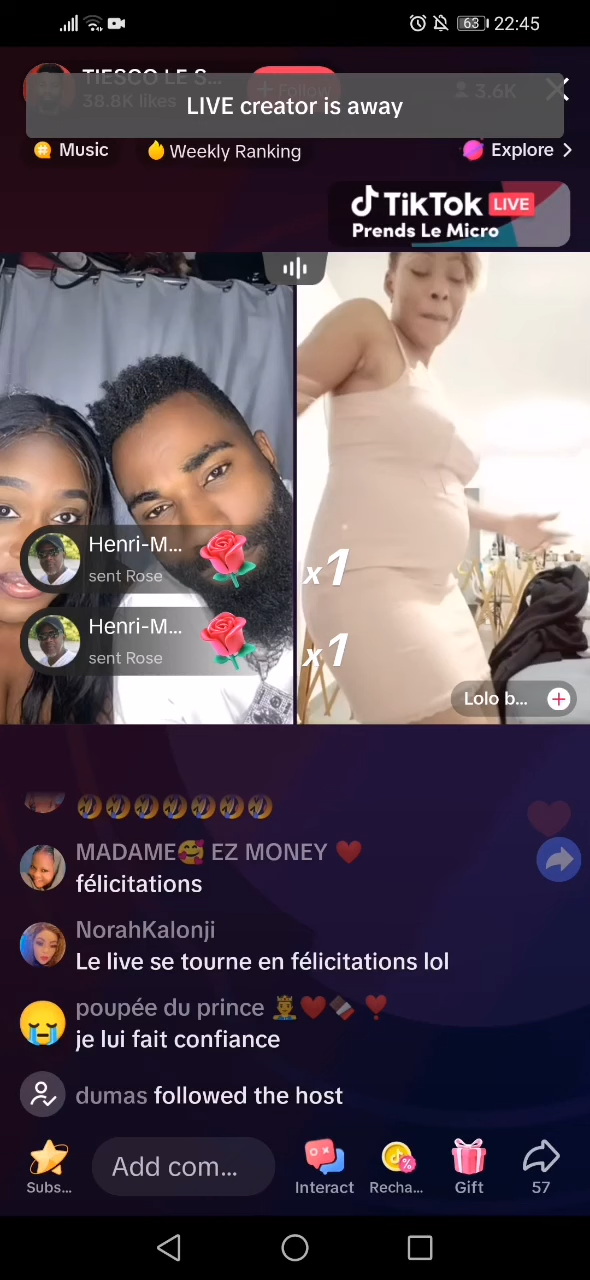 63 22:45
TIESCO LE S...
38.8K likes
+ Follow
3.6K
LIVE creator is away
Music
Weekly Ranking
Explore
TikTok LIVE
Prends Le Micro
Henri-M...
sent Rose
x1
Henri-M...
sent Rose
x1
Lolo b...
MADAME🥰 EZ MONEY ❤️
félicitations
NorahKalonji
Le live se tourne en félicitations lol
poupée du prince 🤴❤️🍫❣️
je lui fait confiance
dumas followed the host
Add com...
Subs...
Interact
Recha...
Gift
57